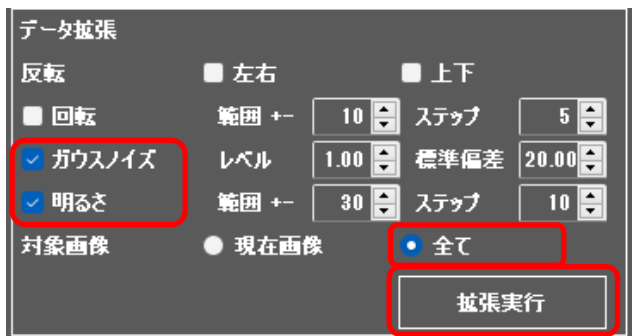 データ拡張
反転 左右 上下
回転 範囲 +- 10 ステップ 5
ガウスノイズ レベル 1.00 標準偏差 20.00
明るさ 範囲 +- 30 ステップ 10
対象画像 現在画像 全て
拡張実行